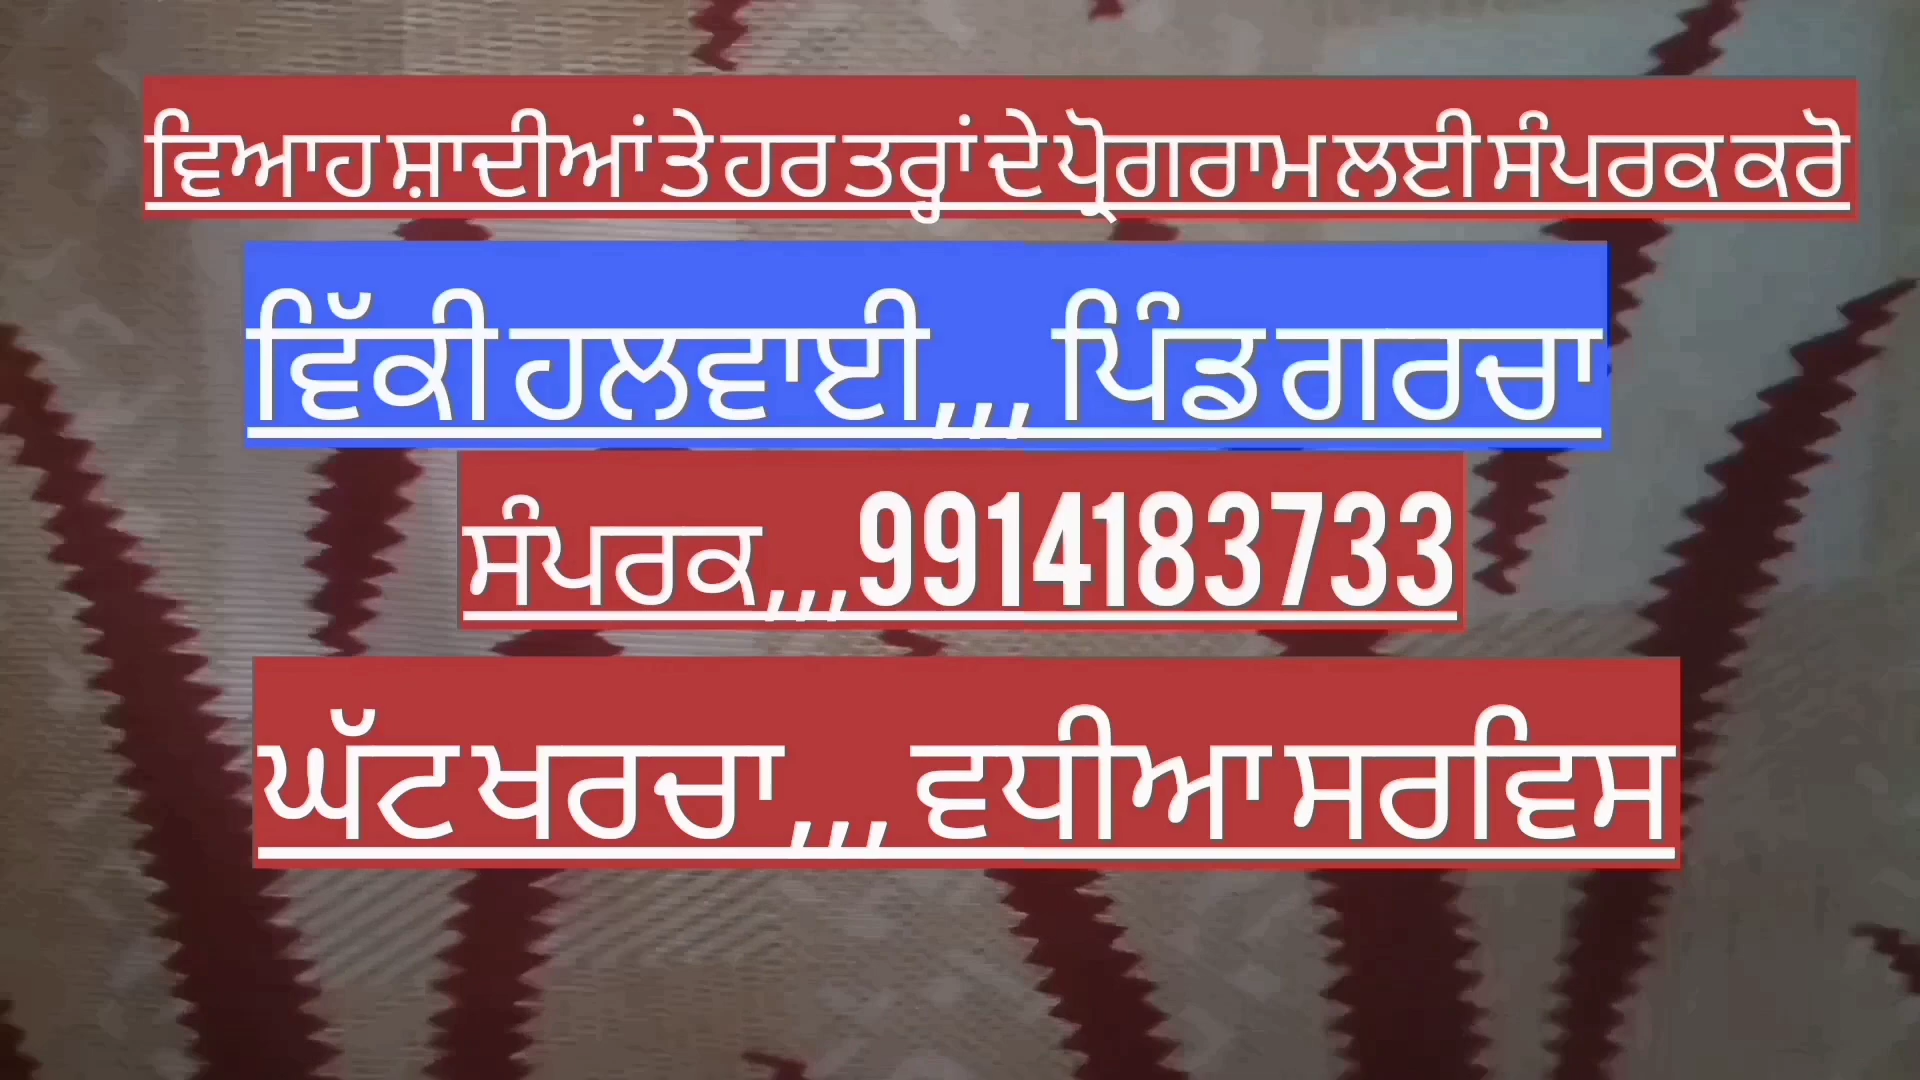 ਵਿਆਹ ਸ਼ਾਦੀਆਂ ਤੇ ਹਰ ਤਰ੍ਹਾਂ ਦੇ ਪ੍ਰੋਗਰਾਮ ਲਈ ਸੰਪਰਕ ਕਰੋ
ਵਿੱਕੀ ਹਲਵਾਈ,,, ਪਿੰਡ ਗਰਚਾ
ਸੰਪਰਕ,,,9914183733
ਘੱਟ ਖਰਚਾ,,, ਵਧੀਆ ਸਰਵਿਸ